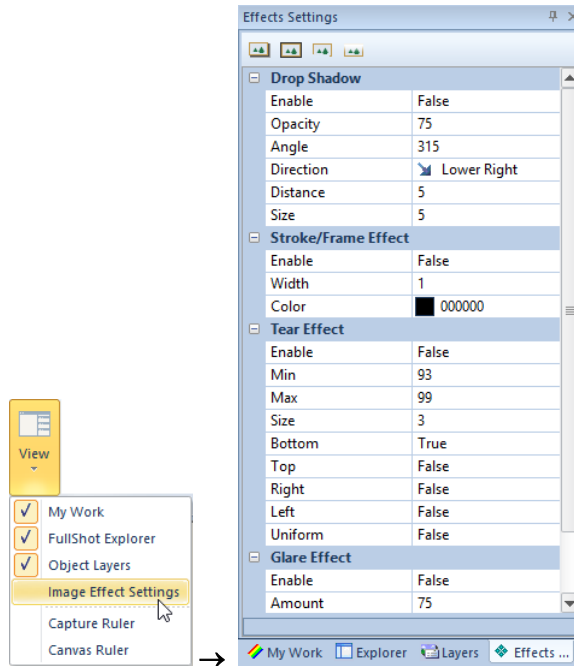 Effects Settings
Drop Shadow
Enable False
Opacity 75
Angle 315
Direction Lower Right
Distance 5
Size 5
Stroke/Frame Effect
Enable False
Width 1
Color 000000
Tear Effect
Enable False
Min 93
Max 99
Size 3
Bottom True
Top False
Right False
Left False
Uniform False
Glare Effect
Enable False
Amount 75
My Work Explorer Layers Effects ...
View
My Work
FullShot Explorer
Object Layers
Image Effect Settings
Capture Ruler
Canvas Ruler
→